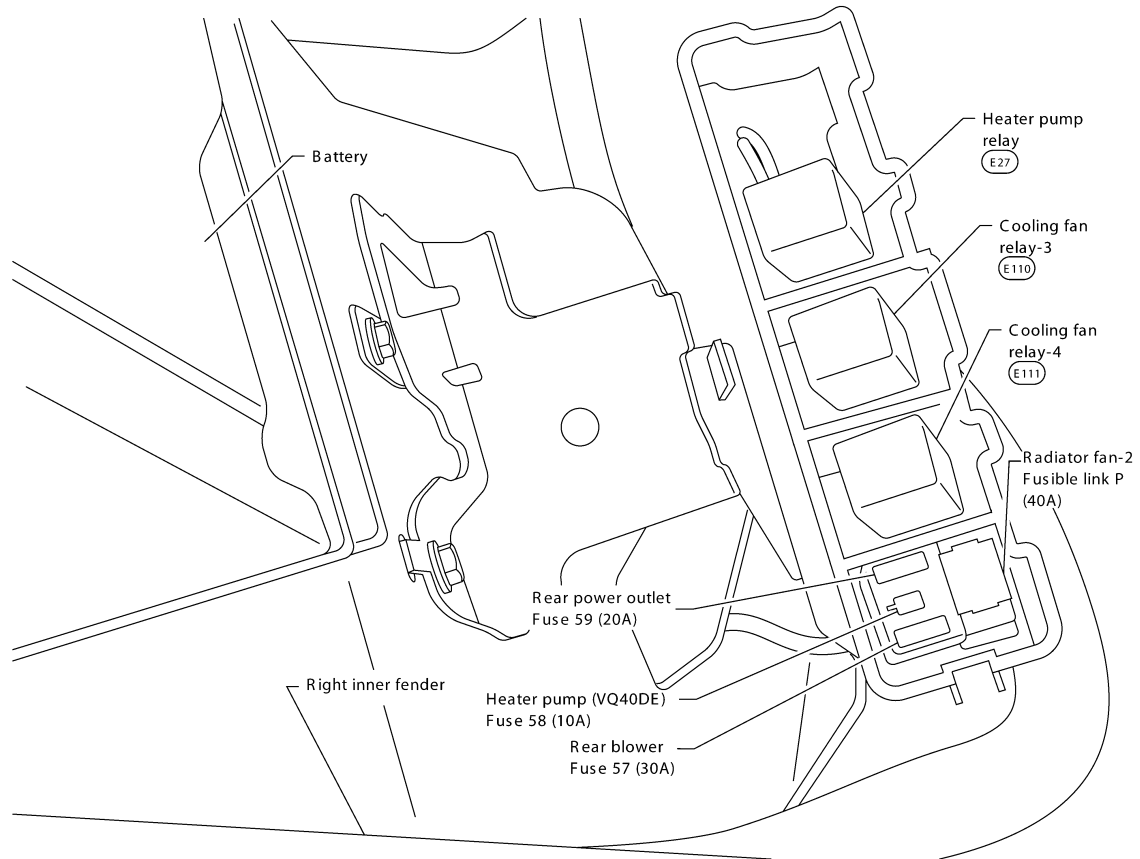 Heater pump
relay
E27
Battery
Cooling fan
relay-3
E110
Cooling fan
relay-4
E111
Radiator fan-2
Fusible link P
(40A)
Rear power outlet
Fuse 59 (20A)
Right inner fender
Heater pump (VQ40DE)
Fuse 58 (10A)
Rear blower
Fuse 57 (30A)